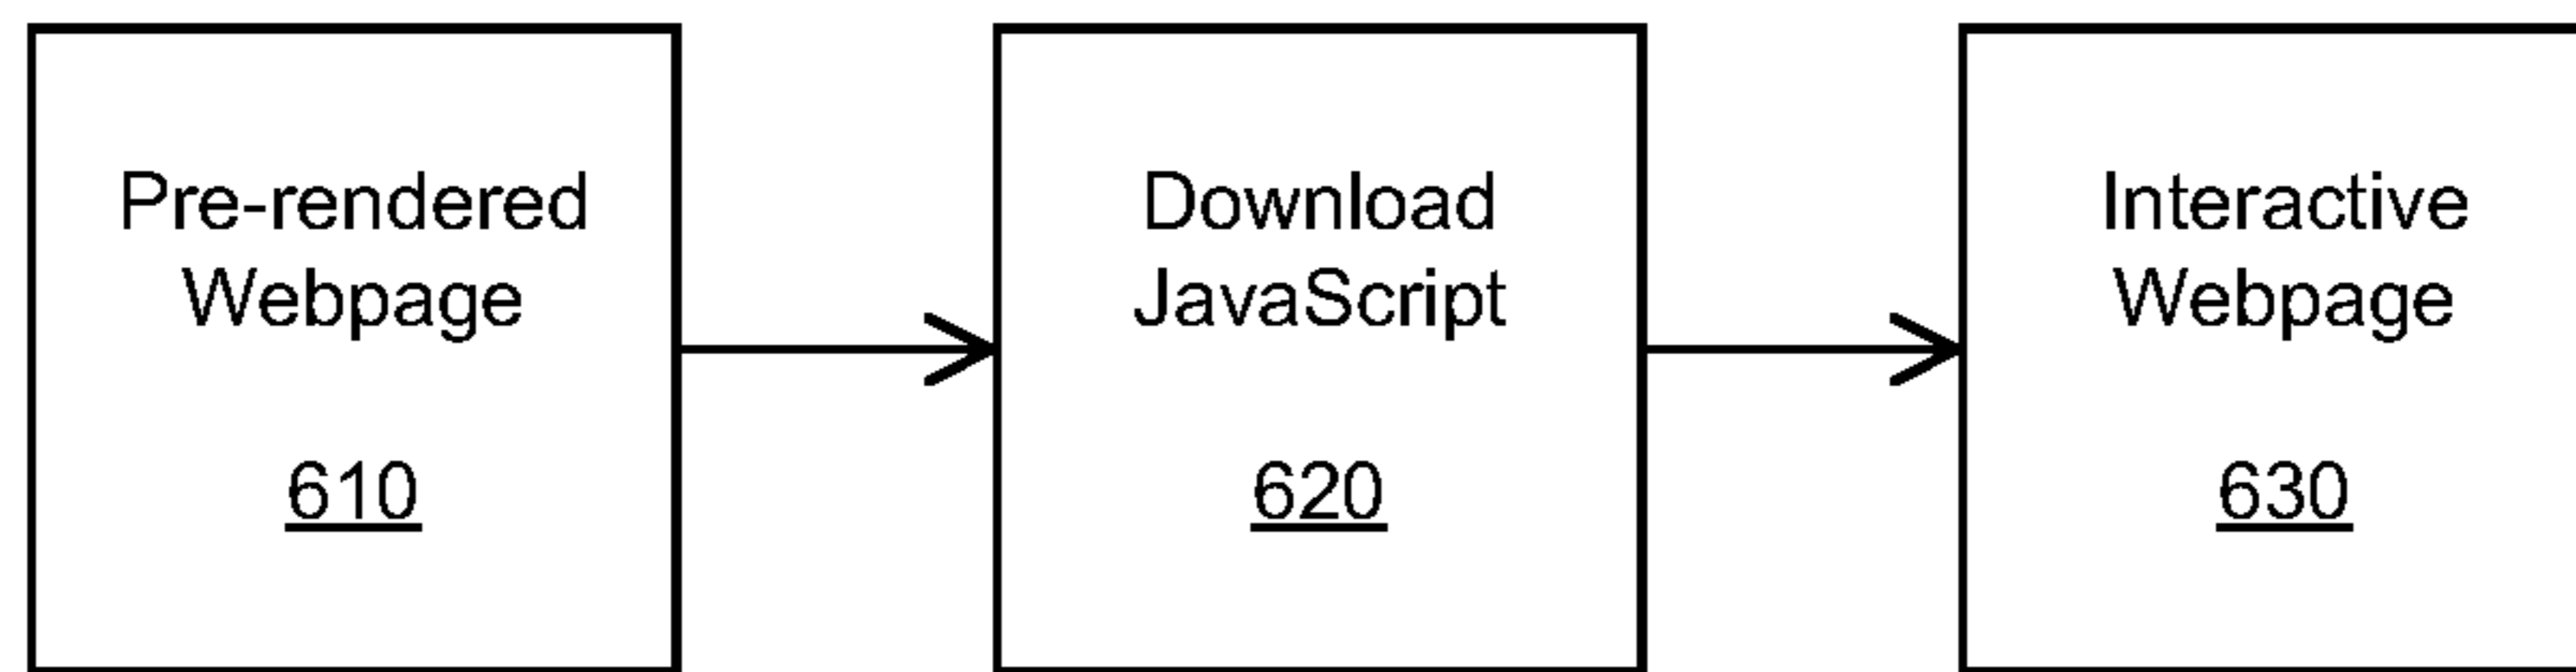 Pre-rendered
Webpage
610
Download
JavaScript
620
Interactive
Webpage
630